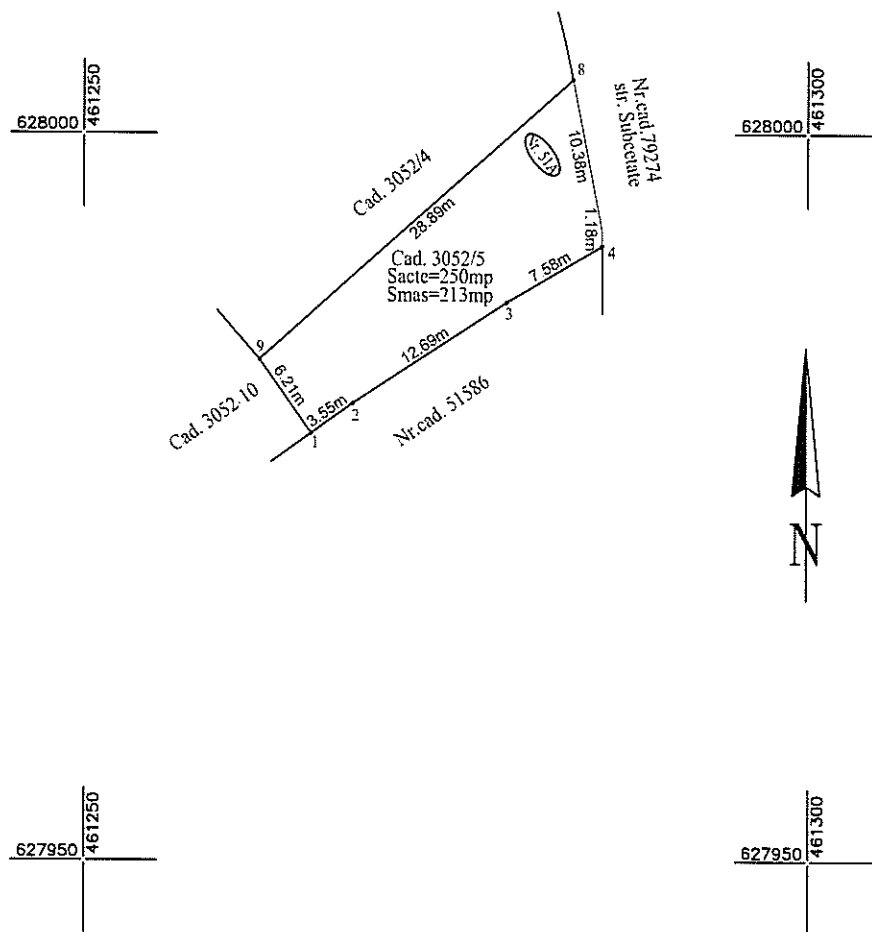 8
461250
461300
628000
628000
Nr.cad.79274
str. Subcetate
Nr. 51A
10.38m
Cad. 3052/4
28.89m
1.18m
4
Cad. 3052/5
Sacte=250mp
Smas=213mp
7.58m
3
12.69m
9
6.21m
Cad. 3052-10
3.55m
2
1
Nr.cad. 51586
N
461250
461300
627950
627950